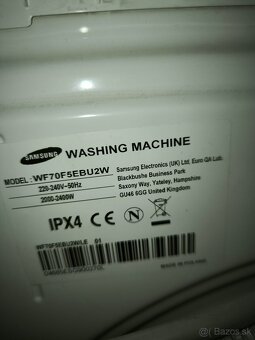 SAMSUNG WASHING MACHINE
MODEL : WF70F5EBU2W
220-240V~50Hz
2000-2400W
Samsung Electronics (UK) Ltd, Euro QA Lab.
Blackbushe Business Park
Saxony Way, Yateley, Hampshire
GU46 6GG United Kingdom
IPX4 CE
WF70F5EBU2W/LE 01
MADE IN POLAND
bazar.sk